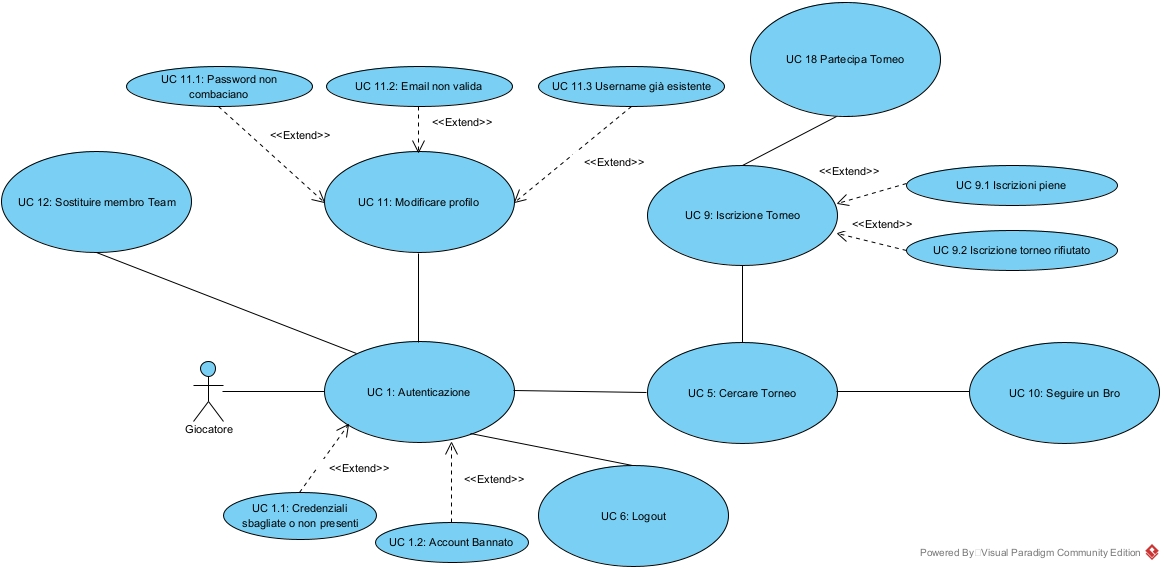 UC 18 Partecipa Torneo
UC 11.1: Password non
combaciano
UC 11.2: Email non valida
UC 11.3 Username già esistente
<<Extend>>
<<Extend>>
<<Extend>>
<<Extend>>
UC 12: Sostituire membro Team
UC 11: Modificare profilo
UC 9: Iscrizione Torneo
UC 9.1 Iscrizioni piene
<<Extend>>
UC 9.2 Iscrizione torneo rifiutato
Giocatore
UC 1: Autenticazione
UC 5: Cercare Torneo
UC 10: Seguire un Bro
<<Extend>>
<<Extend>>
UC 1.1: Credenziali
sbagliate o non presenti
UC 1.2: Account Bannato
UC 6: Logout
Powered By Visual Paradigm Community Edition